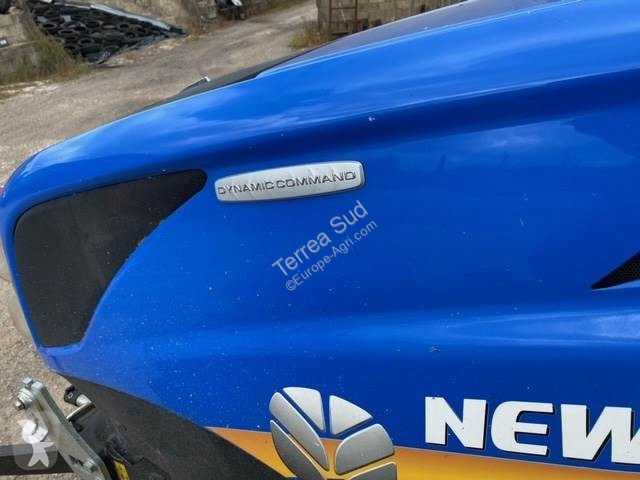 DYNAMIC COMMAND
Terrea Sud
©Europe-Agri.com
NEW